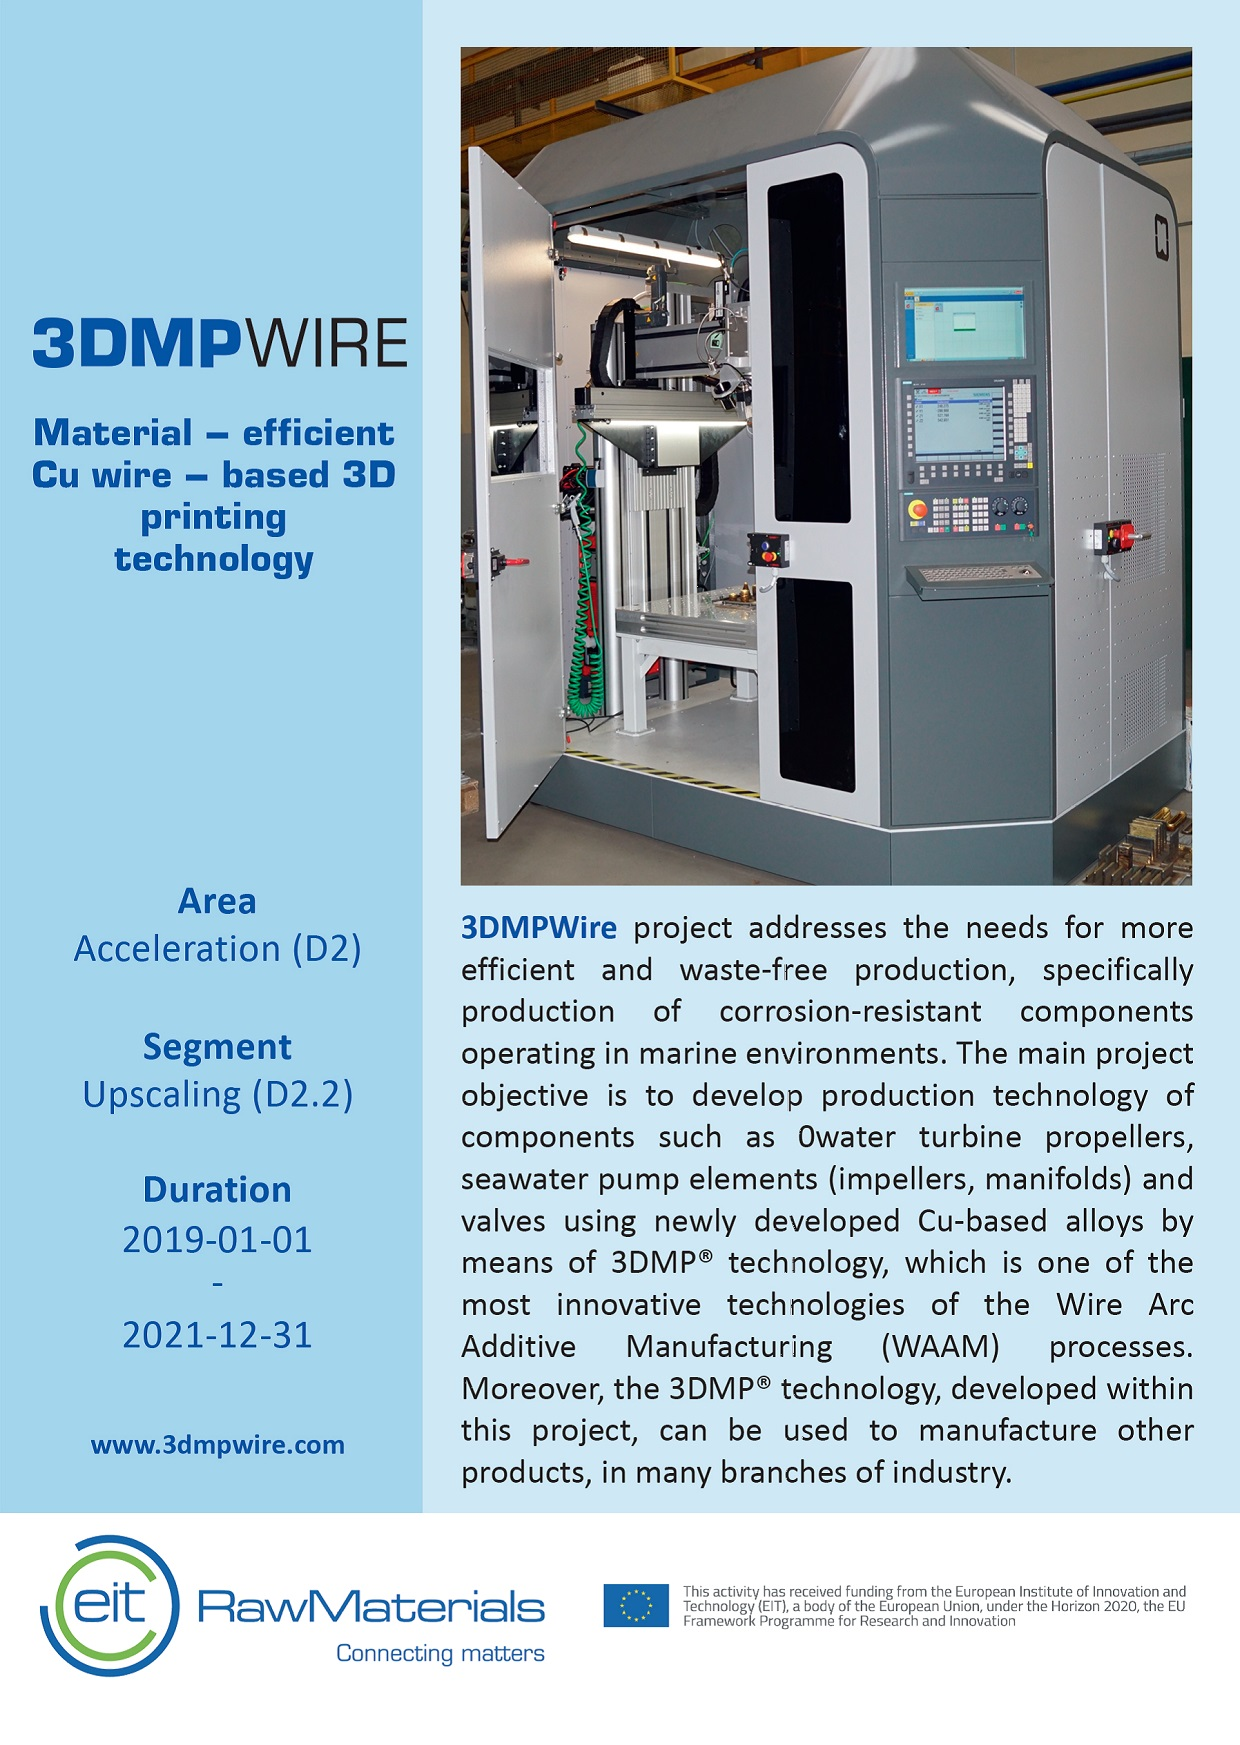 3DMPWIRE
Material – efficient
Cu wire – based 3D
printing
technology
Area
Acceleration (D2)
Segment
Upscaling (D2.2)
Duration
2019-01-01
-
2021-12-31
www.3dmpwire.com
3DMPWire project addresses the needs for more
efficient and waste-free production, specifically
production of corrosion-resistant components
operating in marine environments. The main project
objective is to develop production technology of
components such as 0water turbine propellers,
seawater pump elements (impellers, manifolds) and
valves using newly developed Cu-based alloys by
means of 3DMP® technology, which is one of the
most innovative technologies of the Wire Arc
Additive Manufacturing (WAAM) processes.
Moreover, the 3DMP® technology, developed within
this project, can be used to manufacture other
products, in many branches of industry.
eit RawMaterials
Connecting matters
This activity has received funding from the European Institute of Innovation and
Technology (EIT), a body of the European Union, under the Horizon 2020, the EU
Framework Programme for Research and Innovation